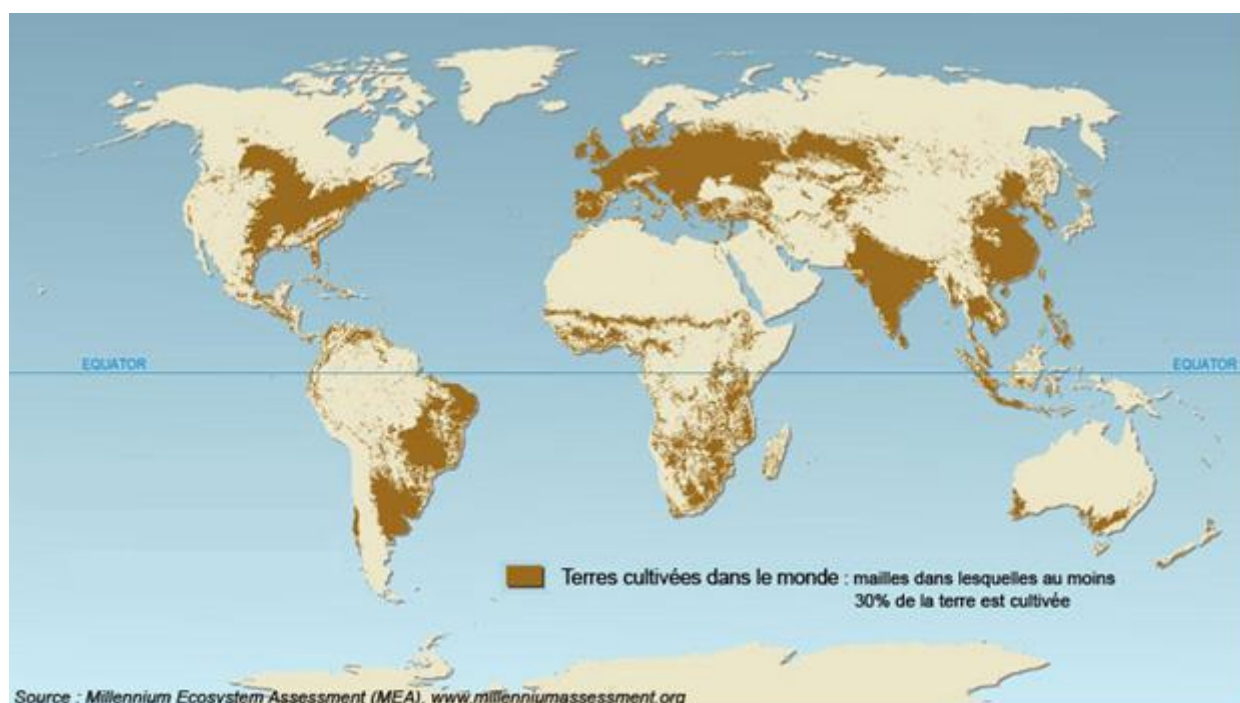 EQUATOR
EQUATOR
Terres cultivées dans le monde : mailles dans lesquelles au moins
30% de la terre est cultivée
Source : Millennium Ecosystem Assessment (MEA), www.millenniumassessment.org